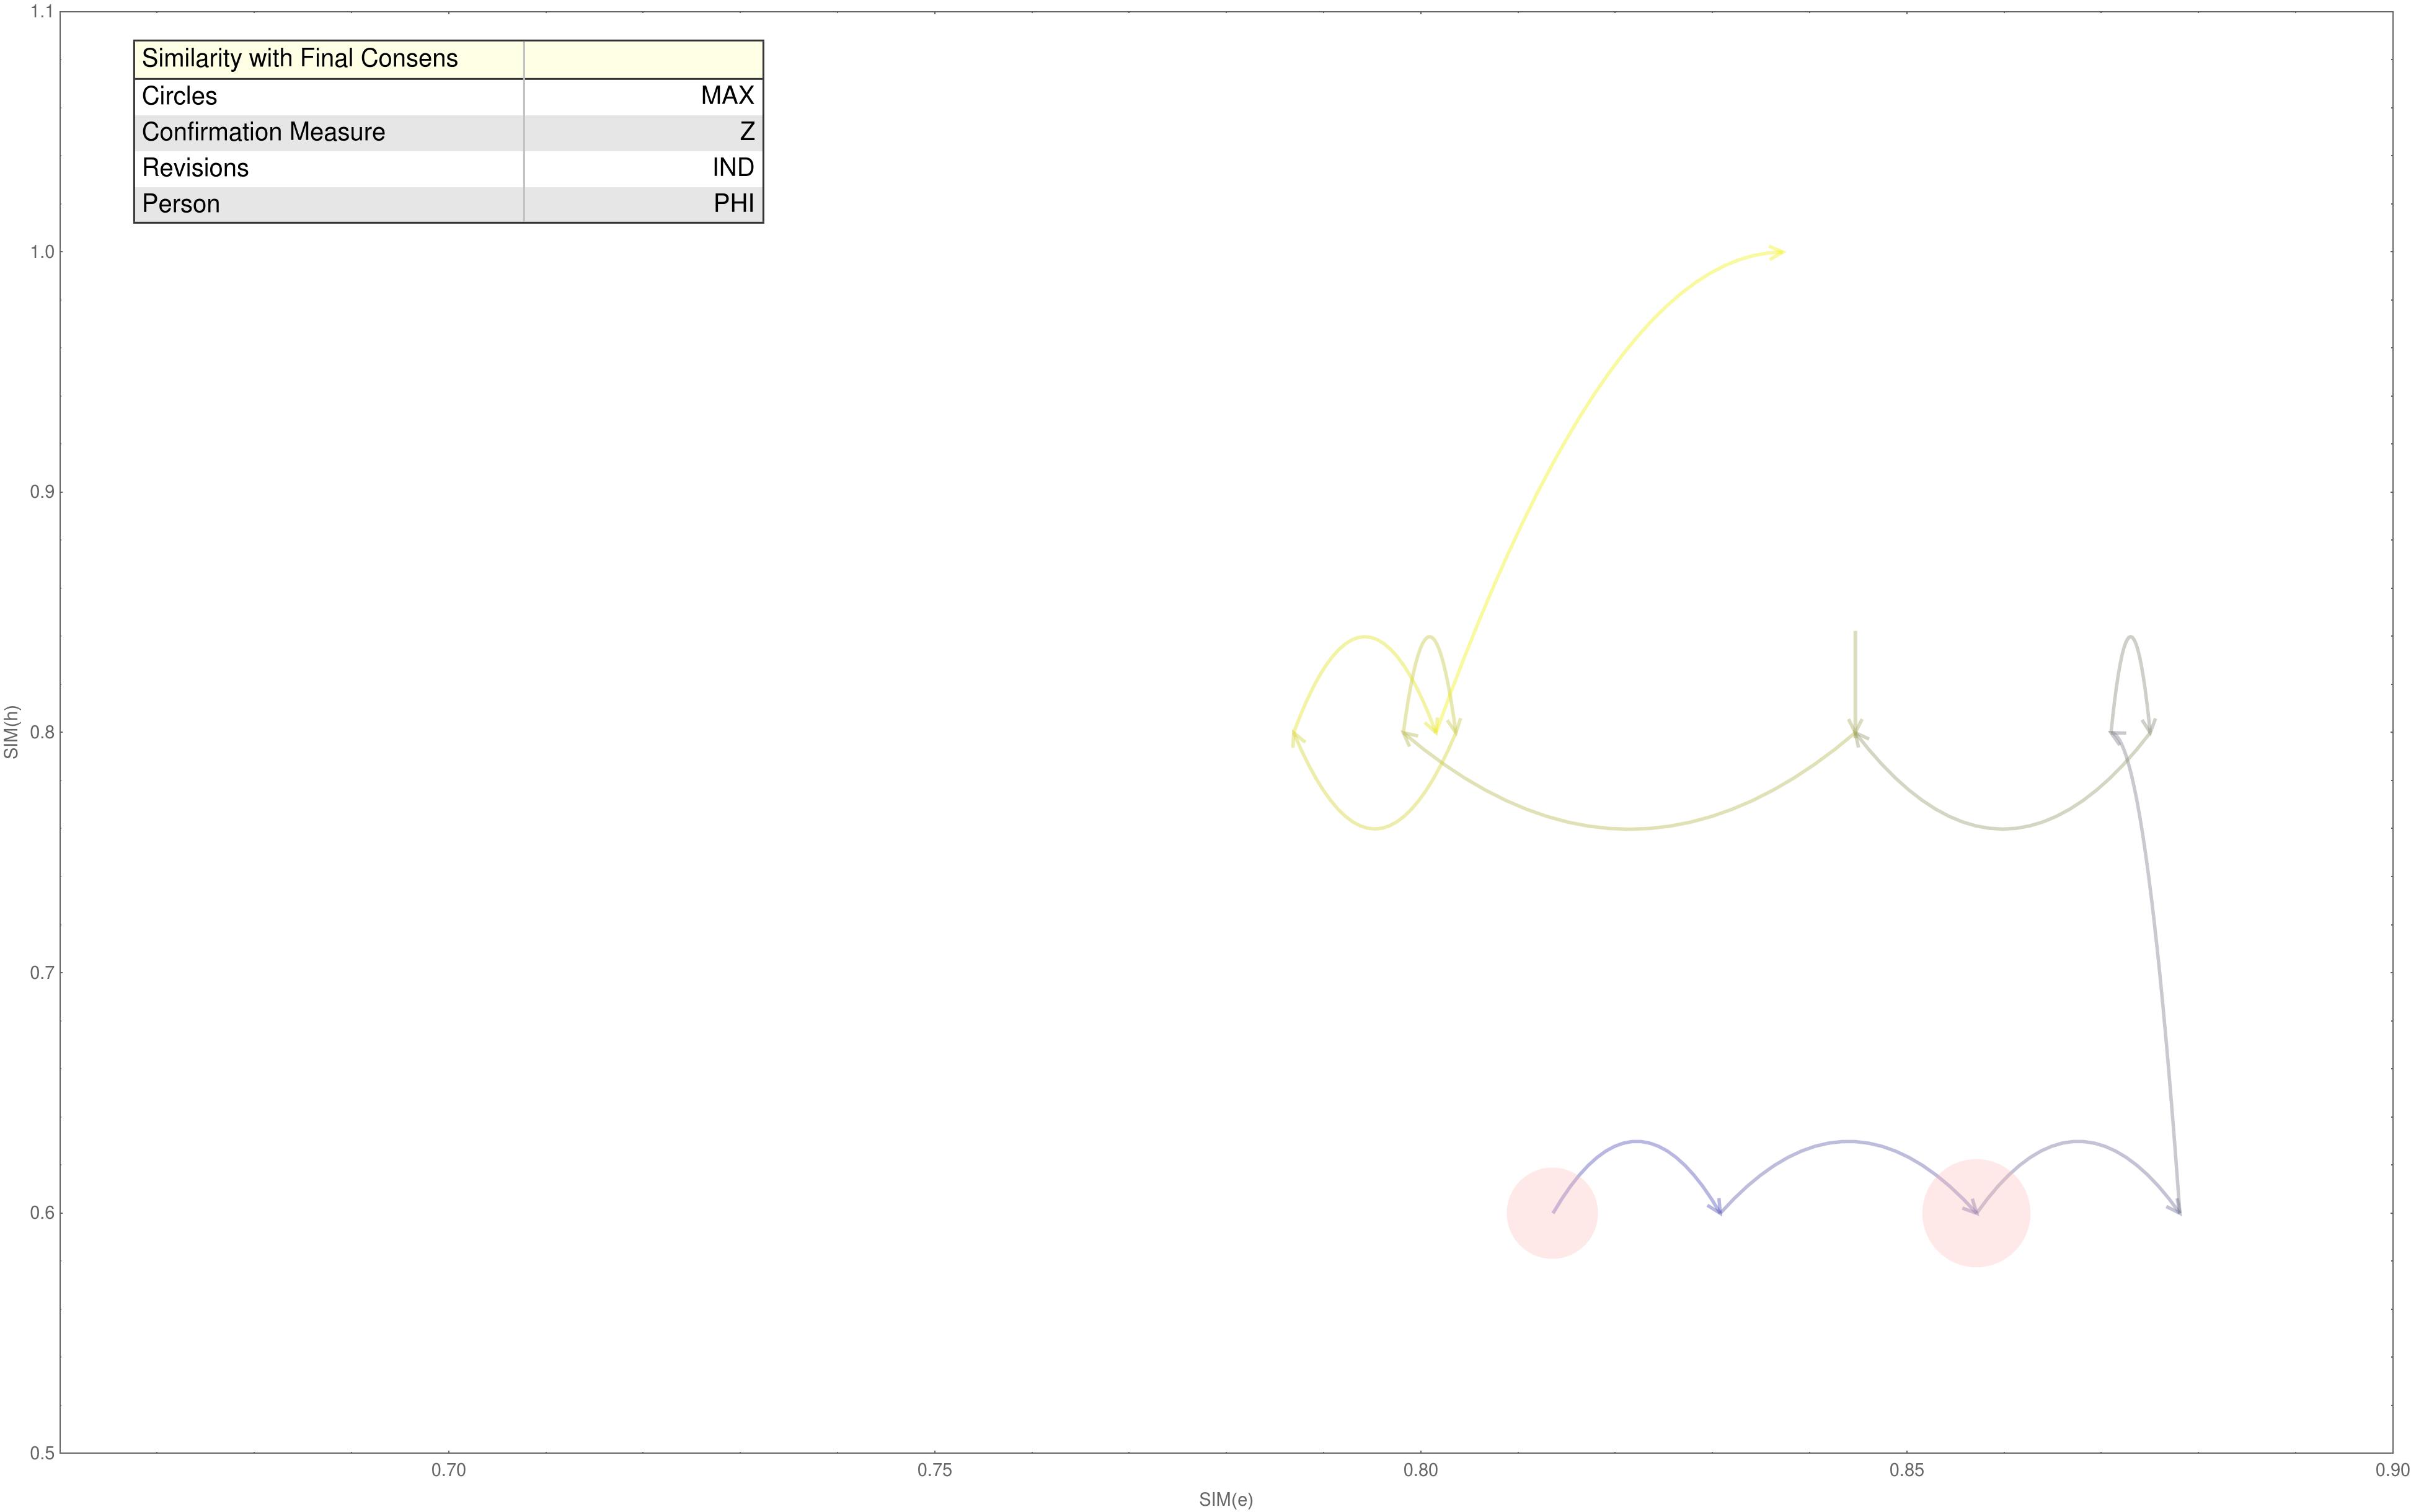 1.1
Similarity with Final Consens
Circles MAX
Confirmation Measure Z
Revisions IND
Person PHI
1.0
0.9
0.8
SIM(h)
0.7
0.6
0.5
0.70 0.75 0.80 0.85 0.90
SIM(e)